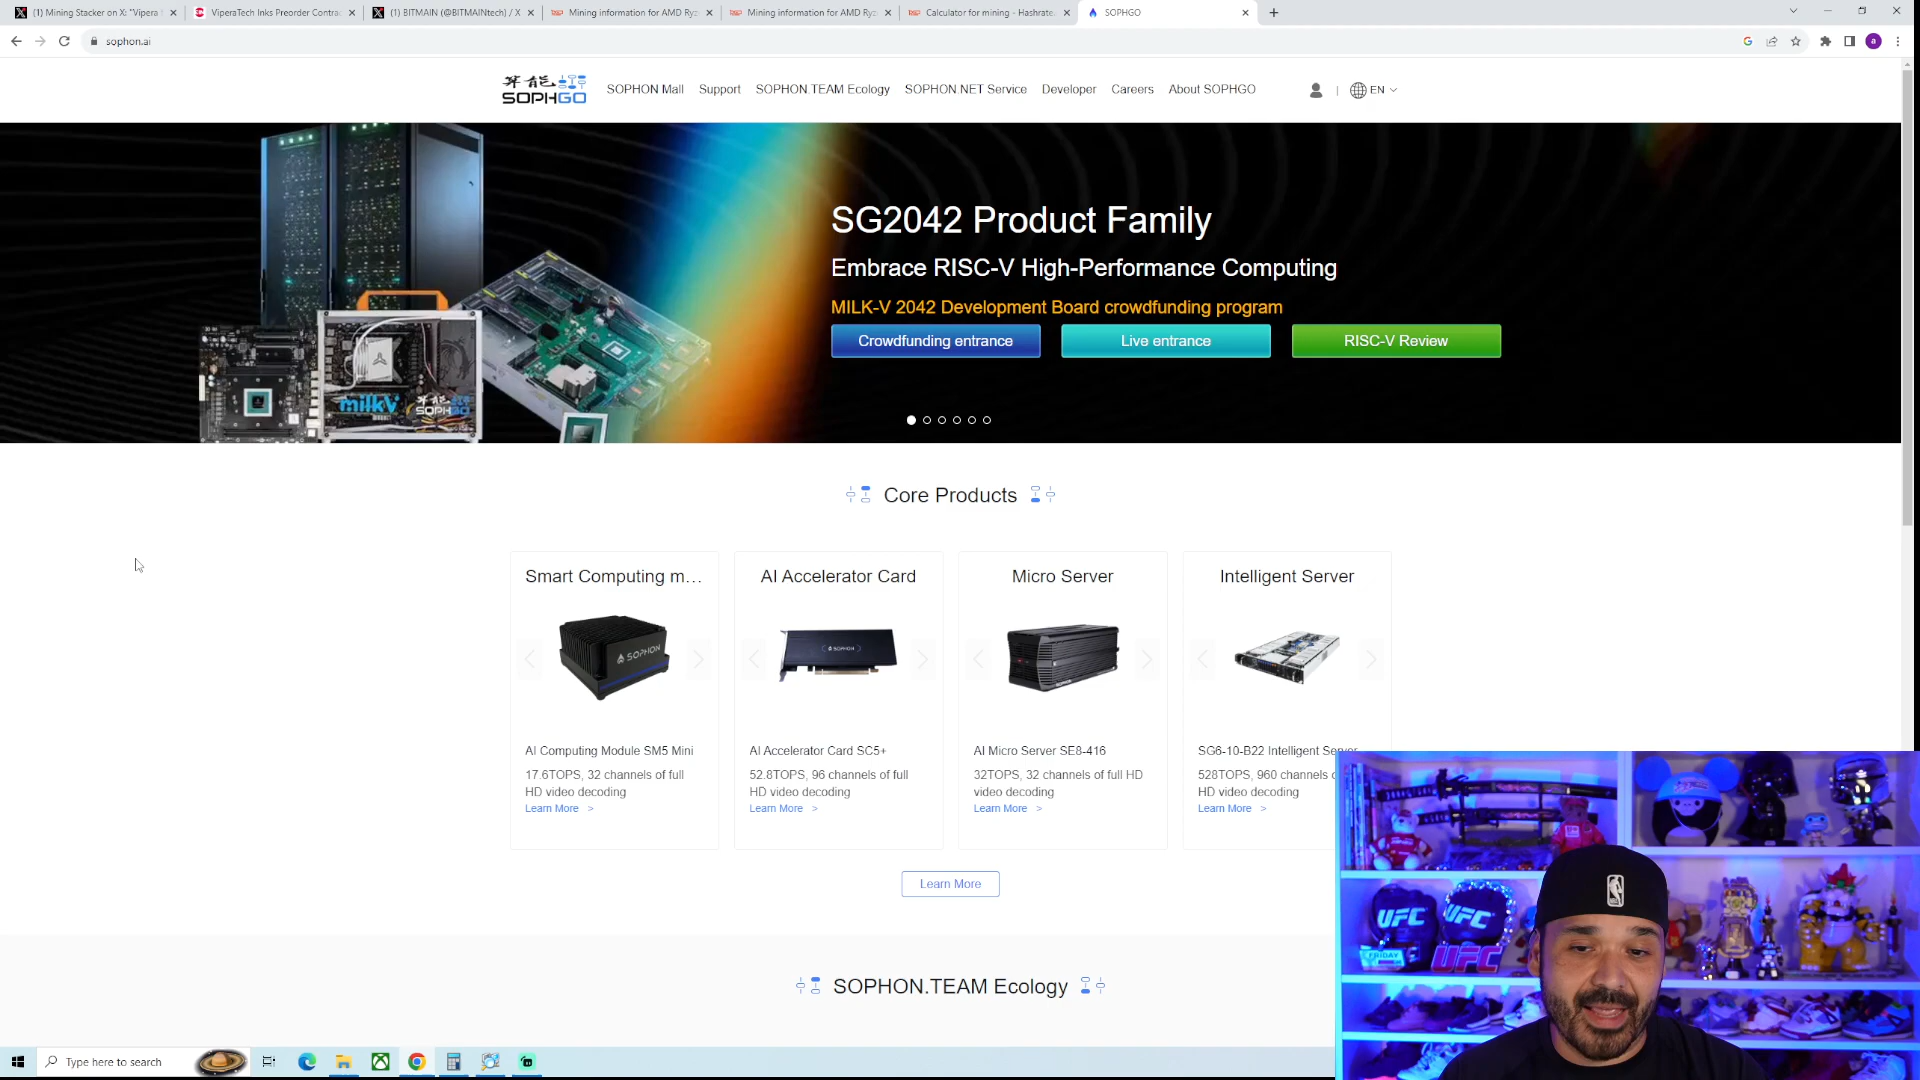 (1) Mining Stacker on X: "Vipera
ViperaTech Inks Preorder Contra
(1) BITMAIN (@BITMAINtech) / X
Mining information for AMD Ryz
Mining information for AMD Ryz
Calculator for mining - Hashrate.
SOPHGO
sophon.ai
a
昇能
SOPHGO
SOPHON Mall
Support
SOPHON.TEAM Ecology
SOPHON.NET Service
Developer
Careers
About SOPHGO
EN
SG2042 Product Family
Embrace RISC-V High-Performance Computing
MILK-V 2042 Development Board crowdfunding program
Crowdfunding entrance
Live entrance
RISC-V Review
milkV
SOPHGO
Core Products
Smart Computing m…
AI Accelerator Card
Micro Server
Intelligent Server
SOPHON
SOPHON
AI Computing Module SM5 Mini
17.6TOPS, 32 channels of full
HD video decoding
Learn More >
AI Accelerator Card SC5+
52.8TOPS, 96 channels of full
HD video decoding
Learn More >
AI Micro Server SE8-416
32TOPS, 32 channels of full HD
video decoding
Learn More >
SG6-10-B22 Intelligent Server
528TOPS, 960 channels
HD video decoding
Learn More >
Learn More
SOPHON.TEAM Ecology
UFC
UFC
FRIDAY
UFC
Type here to search